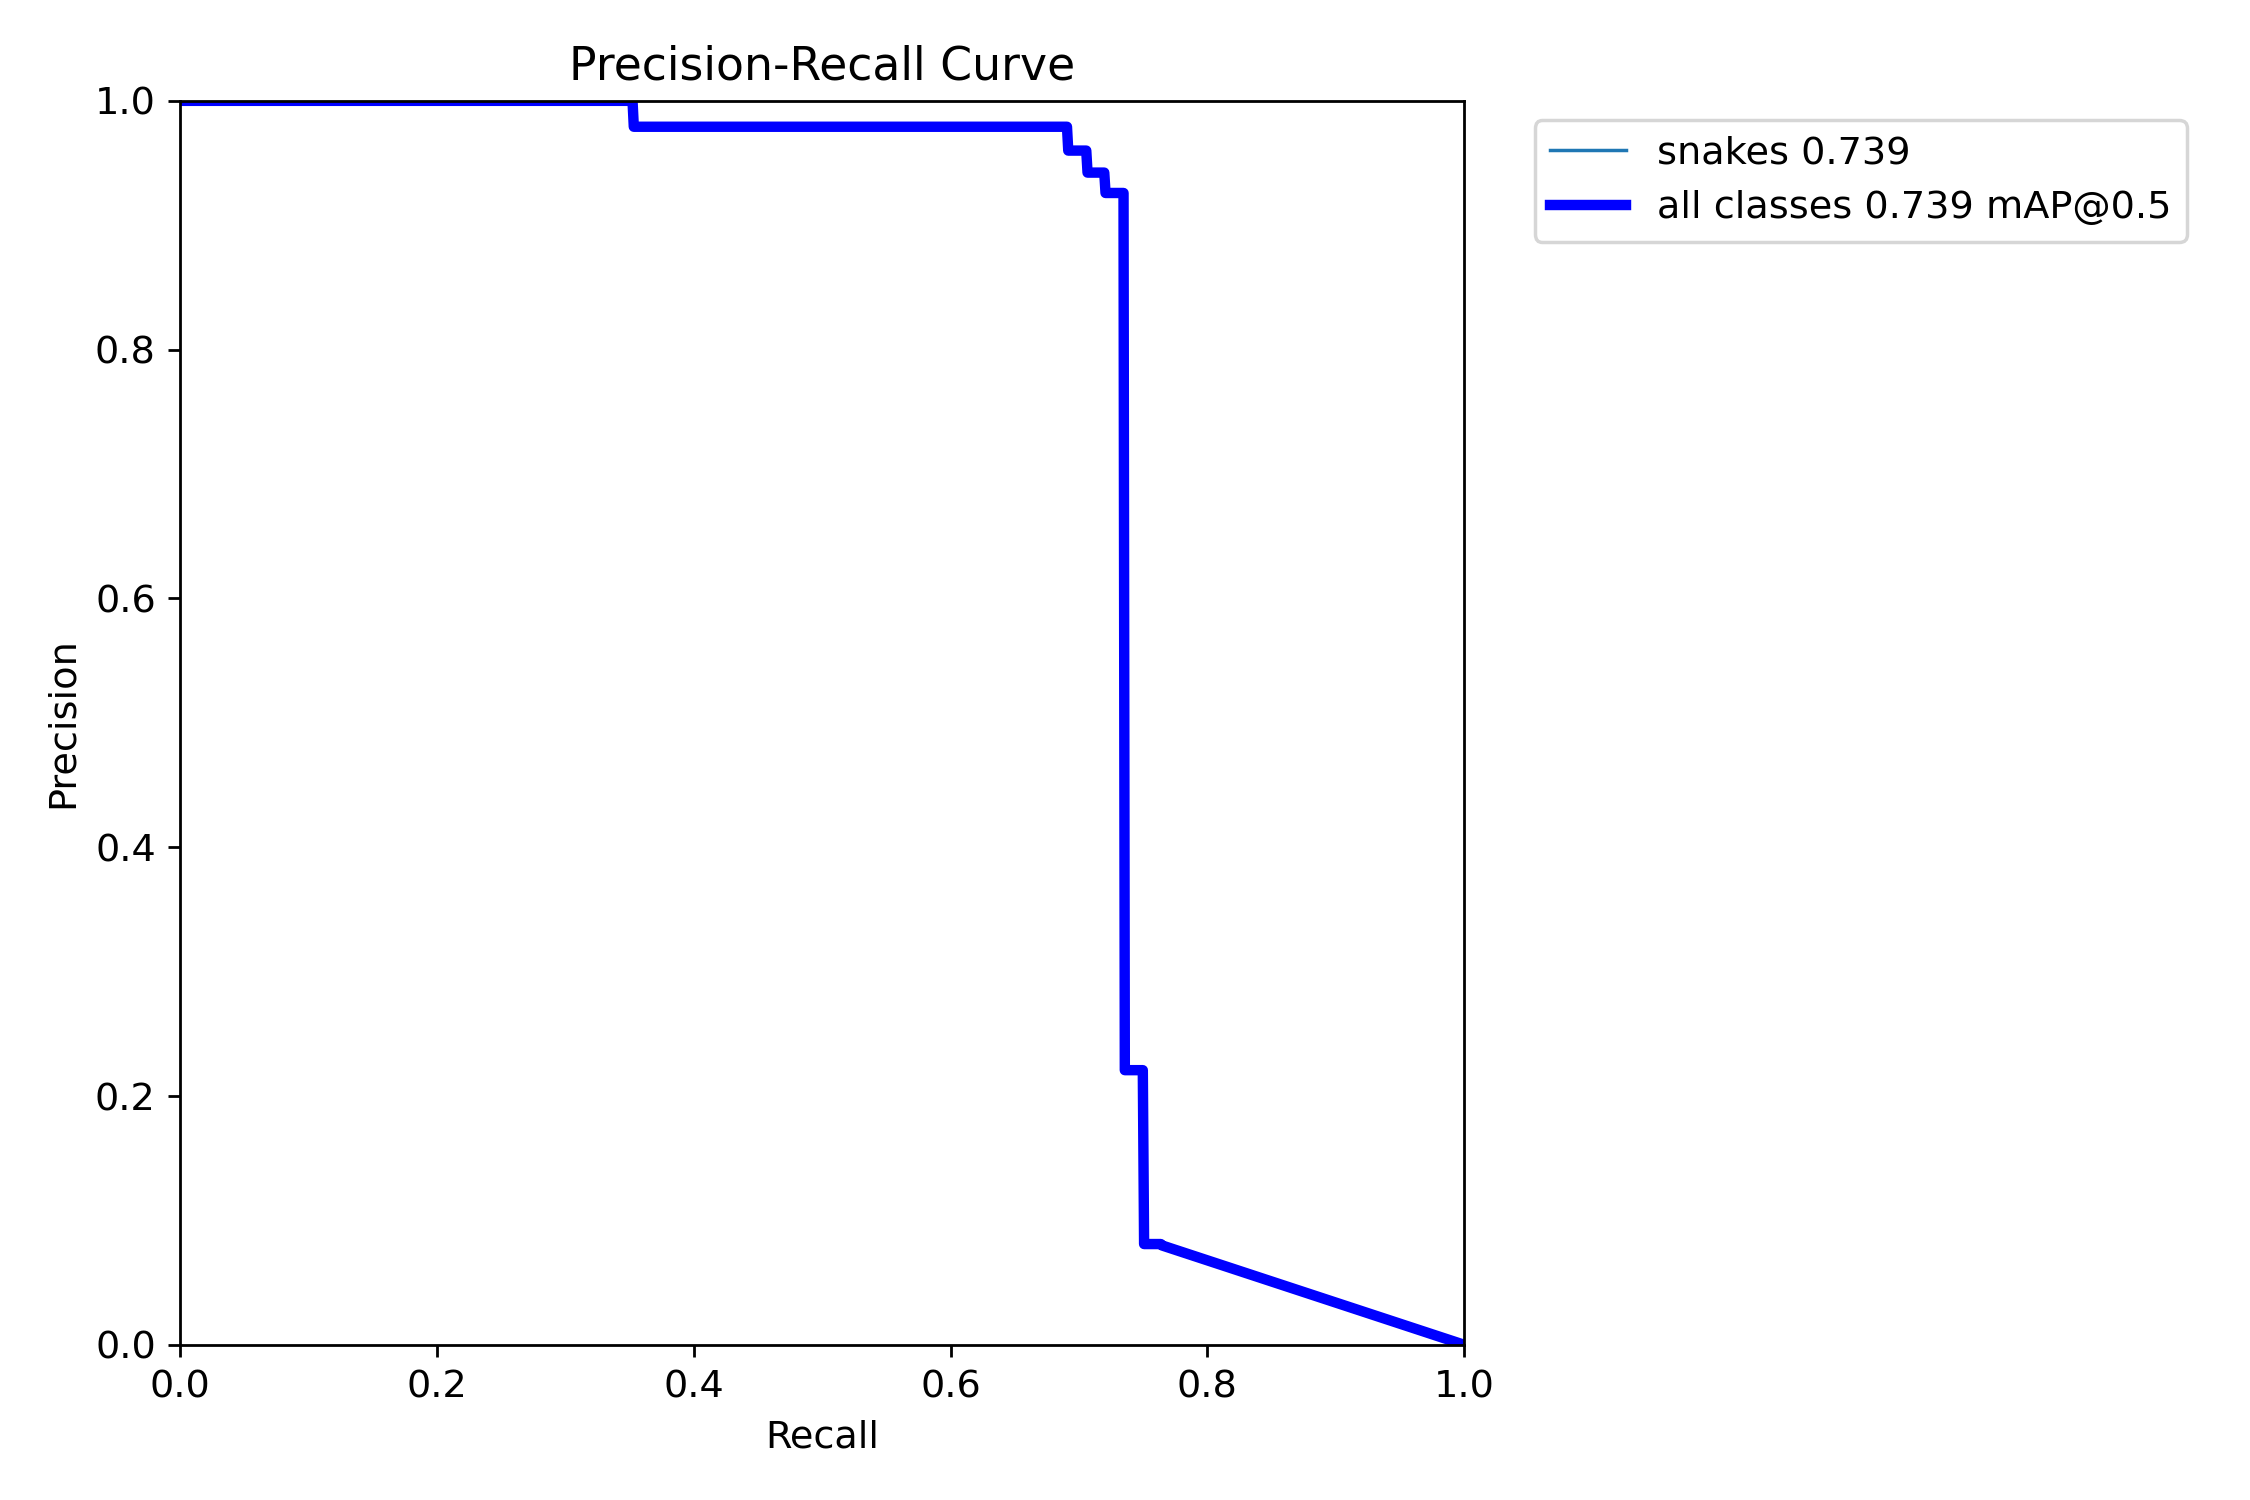 Precision-Recall Curve
1.0
0.8
0.6
0.4
0.2
0.0
Precision
0.0 0.2 0.4 0.6 0.8 1.0
Recall
snakes 0.739
all classes 0.739 mAP@0.5